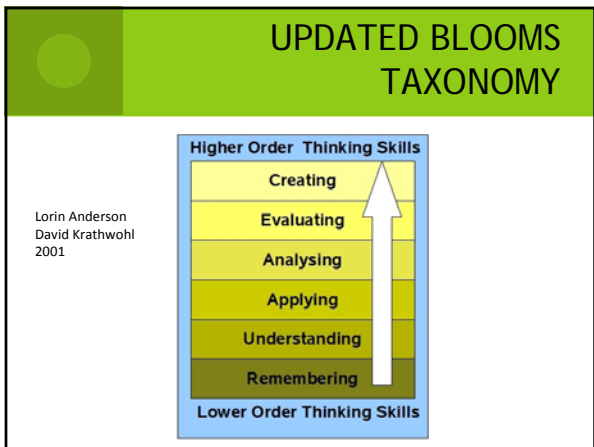 UPDATED BLOOMS
TAXONOMY
Lorin Anderson
David Krathwohl
2001
Higher Order Thinking Skills
Creating
Evaluating
Analysing
Applying
Understanding
Remembering
Lower Order Thinking Skills